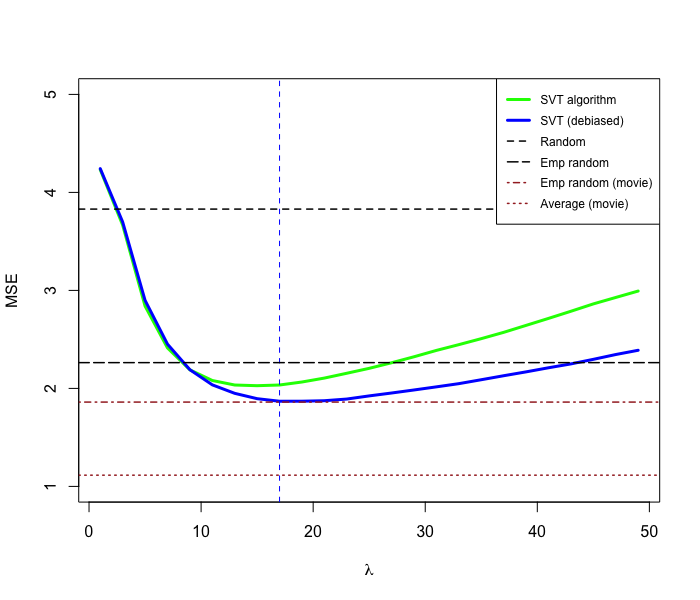 SVT algorithm
SVT (debiased)
Random
Emp random
Emp random (movie)
Average (movie)
MSE
5
4
3
2
1
0 10 20 30 40 50
λ